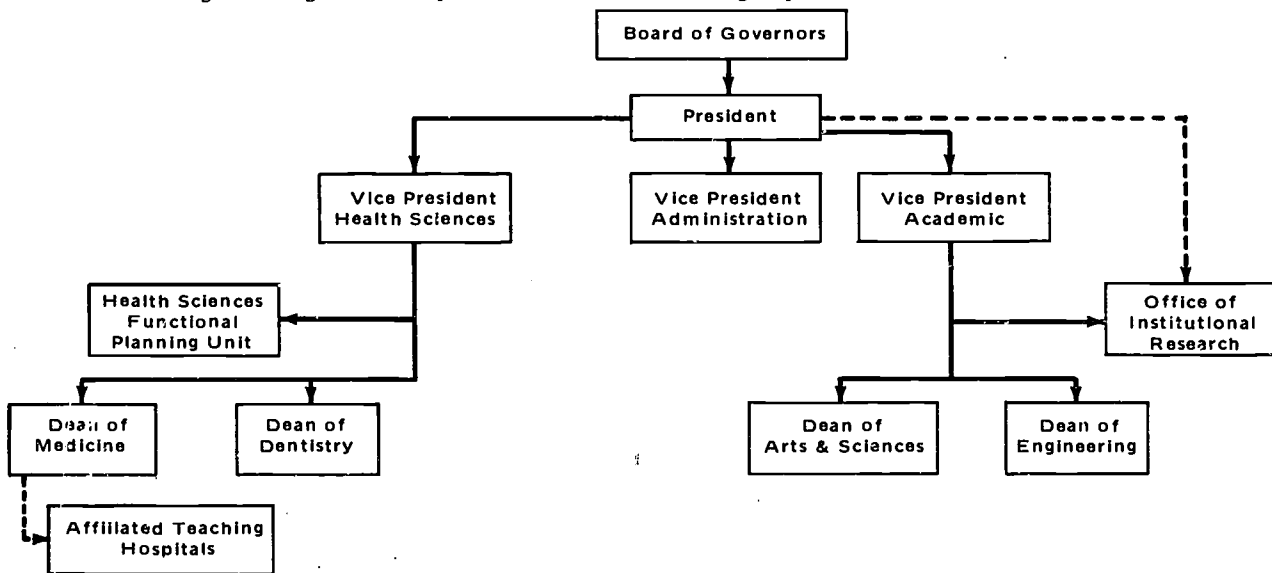 Board of Governors
President
Vice President
Health Sciences
Vice President
Administration
Vice President
Academic
Health Sciences
Functional
Planning Unit
Office of
Institutional
Research
Dean of
Medicine
Dean of
Dentistry
Dean of
Arts & Sciences
Dean of
Engineering
Affiliated Teaching
Hospitals